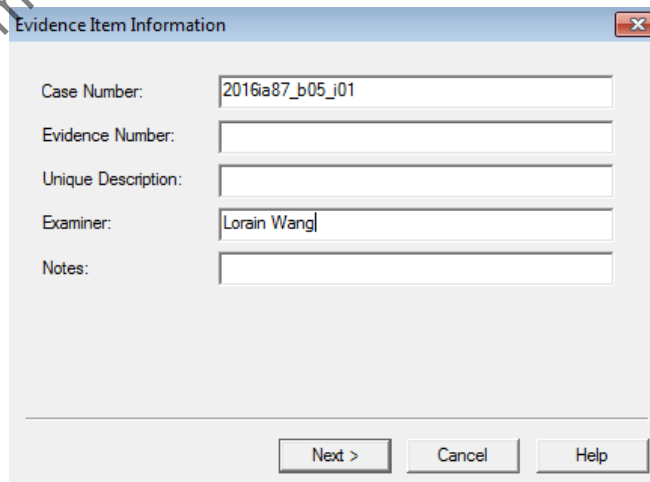 Evidence Item Information
Case Number: 2016ia87_b05_i01
Evidence Number:
Unique Description:
Examiner: Lorain Wang
Notes:
Next > Cancel Help